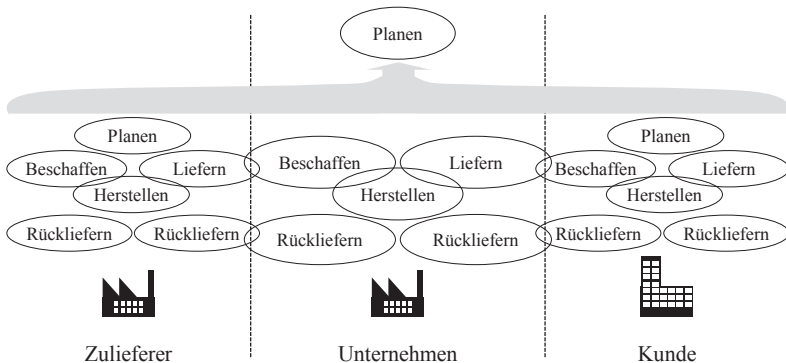 Planen
Planen
Planen
Beschaffen Liefern Beschaffen Liefern Beschaffen Liefern
Herstellen Herstellen Herstellen
Rückliefern Rückliefern Rückliefern Rückliefern Rückliefern Rückliefern
Zulieferer Unternehmen Kunde